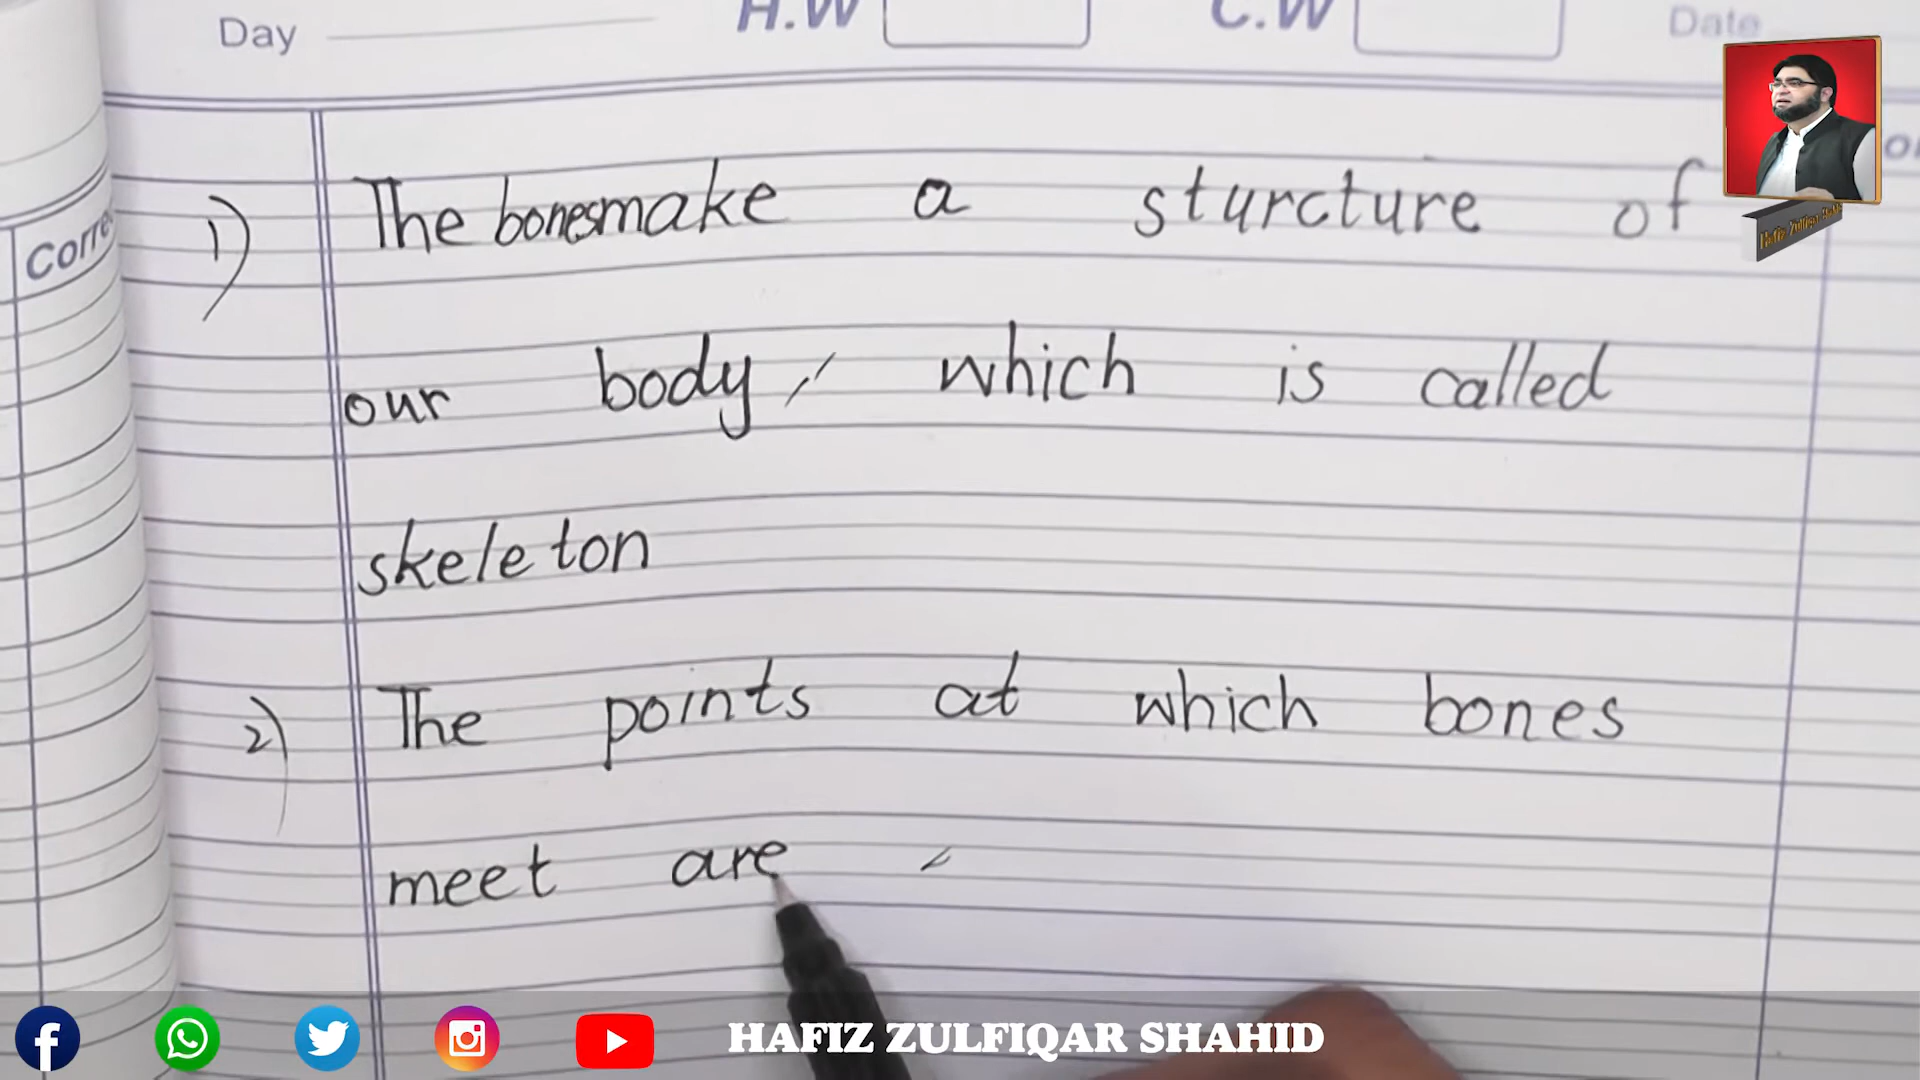 Day H.W C.W Date
Corre
1) The bonesmake a sturcture of
our body, which is called
skeleton
2) The points at which bones
meet are
HAFIZ ZULFIQAR SHAHID